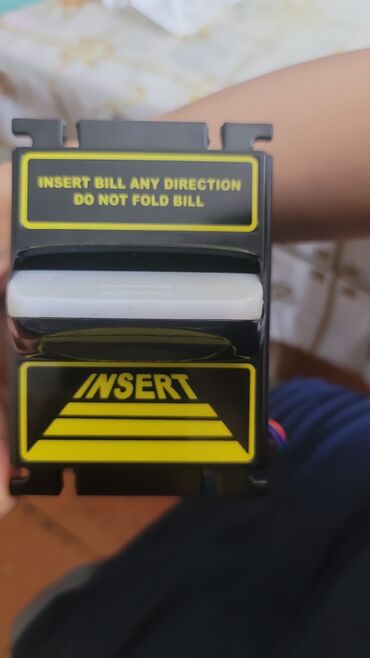 INSERT BILL ANY DIRECTION
DO NOT FOLD BILL
INSERT